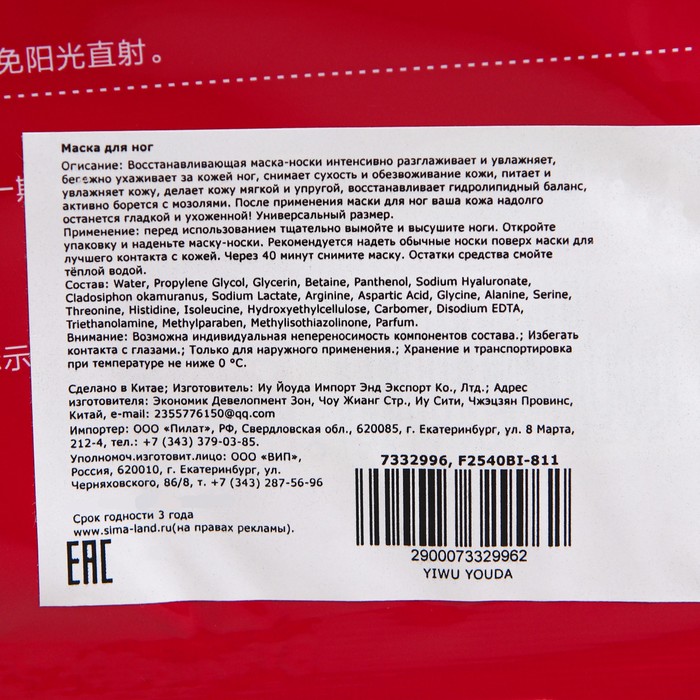 免阳光直射。
一
示
Маска для ног
Описание: Восстанавливающая маска-носки интенсивно разглаживает и увлажняет,
бережно ухаживает за кожей ног, снимает сухость и обезвоживание кожи, питает и
увлажняет кожу, делает кожу мягкой и упругой, восстанавливает гидролипидный баланс,
активно борется с мозолями. После применения маски для ног ваша кожа надолго
останется гладкой и ухоженной! Универсальный размер.
Применение: перед использованием тщательно вымойте и высушите ноги. Откройте
упаковку и наденьте маску-носки. Рекомендуется надеть обычные носки поверх маски для
лучшего контакта с кожей. Через 40 минут снимите маску. Остатки средства смойте
тёплой водой.
Состав: Water, Propylene Glycol, Glycerin, Betaine, Panthenol, Sodium Hyaluronate,
Cladosiphon okamuranus, Sodium Lactate, Arginine, Aspartic Acid, Glycine, Alanine, Serine,
Threonine, Histidine, Isoleucine, Hydroxyethylcellulose, Carbomer, Disodium EDTA,
Triethanolamine, Methylparaben, Methylisothiazolinone, Parfum.
Внимание: Возможна индивидуальная непереносимость компонентов состава.; Избегать
контакта с глазами.; Только для наружного применения.; Хранение и транспортировка
при температуре не ниже 0 °С.
Сделано в Китае; Изготовитель: Иу Йоуда Импорт Энд Экспорт Ко., Лтд.; Адрес
изготовителя: Экономик Девелопмент Зон, Чоу Жианг Стр., Иу Сити, Чжэцзян Провинс,
Китай, e-mail: 2355776150@qq.com
Импортер: ООО «Пилат», РФ, Свердловская обл., 620085, г. Екатеринбург, ул. 8 Марта,
212-4, тел.: +7 (343) 379-03-85.
Уполномоч.изготовит.лицо: ООО «ВИП»,
Россия, 620010, г. Екатеринбург, ул.
Черняховского, 86/8, т. +7 (343) 287-56-96
7332996, F2540BI-811
Срок годности 3 года
www.sima-land.ru(на правах рекламы).
EAC
2900073329962
YIWU YOUDA